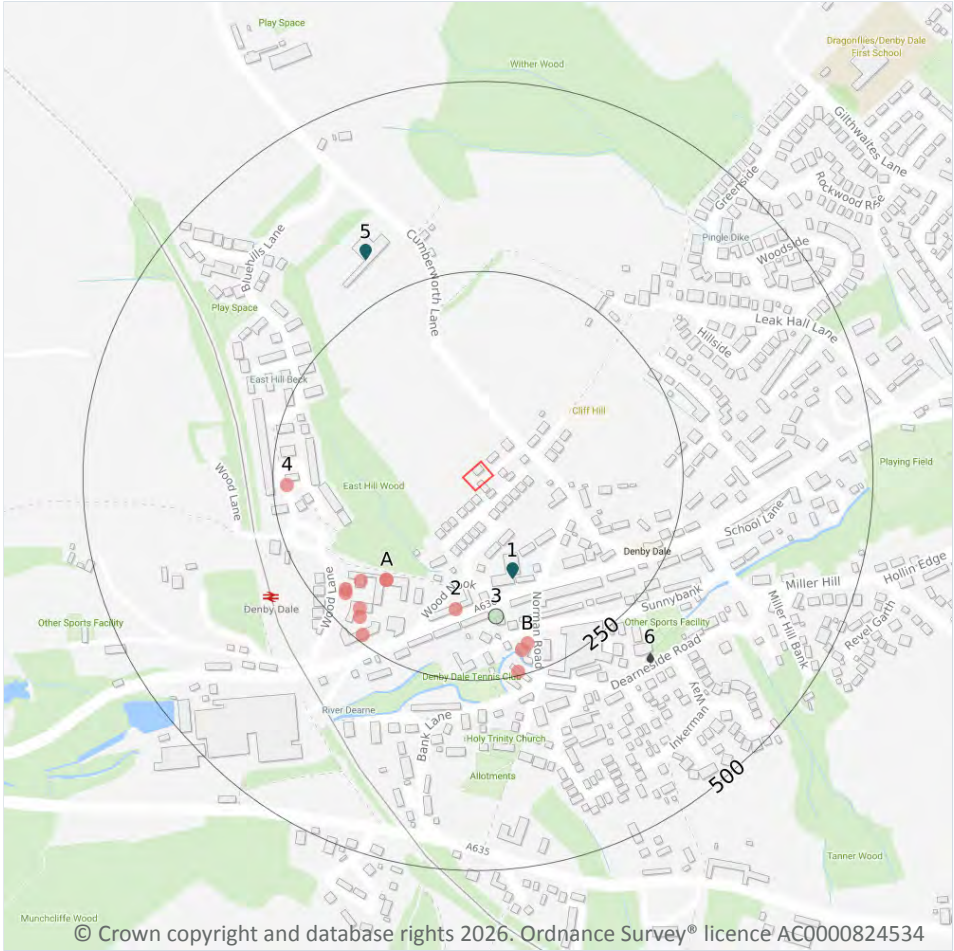 Play Space
Dragonflies/Denby Dale
First School
Wither Wood
Gilthwaites Lane
Greenside
Rockwood Rise
Pingle Dike
Woodside
5
Bluehills Lane
Cumberworth Lane
Play Space
Leak Hall Lane
Hillside
East Hill Beck
Cliff Hill
Playing Field
4
Wood Lane
East Hill Wood
School Lane
Denby Dale
1
A
Hollin Edge
Wood Lane
2
Wood Nook
3
A635
Norman Road
Sunnybank
Miller Hill
Denby Dale
Other Sports Facility
B
250
Other Sports Facility
6
Miller Hill Bank
Revel Garth
Dearneside Road
Denby Dale Tennis Club
River Dearne
Inkerman Way
Bank Lane
Holy Trinity Church
Allotments
500
A635
Tanner Wood
Munchcliffe Wood
© Crown copyright and database rights 2026. Ordnance Survey® licence AC0000824534